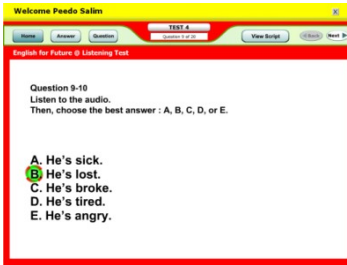 Welcome Peedo Salim
X
Home
Answer
Question
TEST 4
Question 9 of 20
View Script
Back
Next
English for Future @ Listening Test
Question 9-10
Listen to the audio.
Then, choose the best answer : A, B, C, D, or E.
A. He's sick.
B. He's lost.
C. He's broke.
D. He's tired.
E. He's angry.